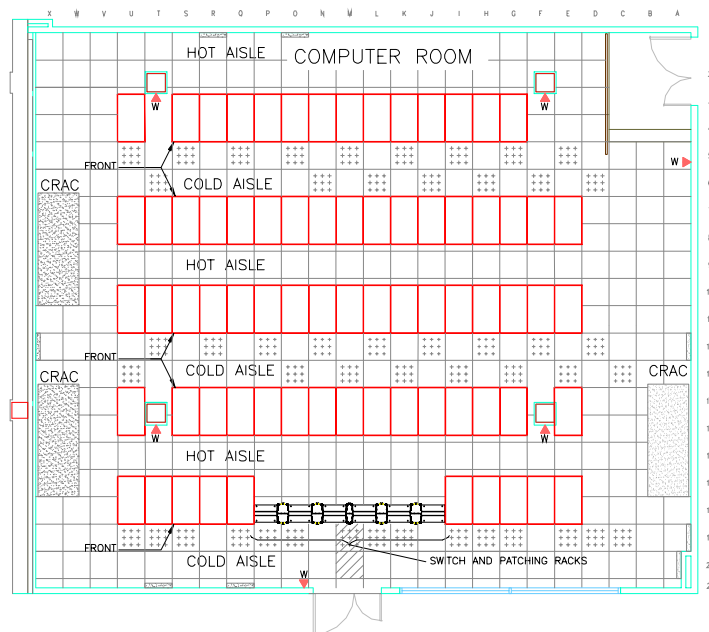 X W V U T S R Q P O N M L K J I H G F E D C B A
HOT AISLE
COMPUTER ROOM
W
W
FRONT
W
CRAC
COLD AISLE
HOT AISLE
FRONT
COLD AISLE
CRAC
CRAC
W
W
HOT AISLE
FRONT
COLD AISLE
SWITCH AND PATCHING RACKS
W